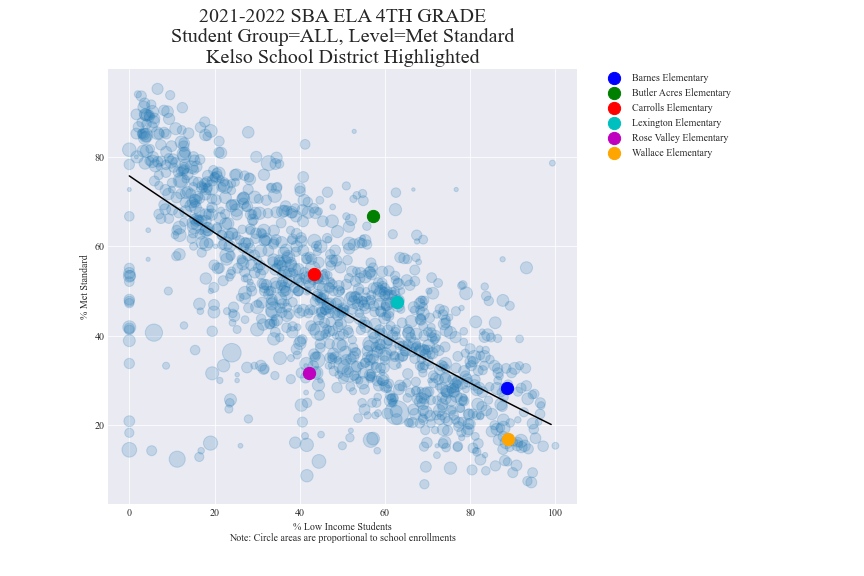 2021-2022 SBA ELA 4TH GRADE
Student Group=ALL, Level=Met Standard
Kelso School District Highlighted
Barnes Elementary
Butler Acres Elementary
Carrolls Elementary
Lexington Elementary
Rose Valley Elementary
Wallace Elementary
% Met Standard
80
60
40
20
0 20 40 60 80 100
% Low Income Students
Note: Circle areas are proportional to school enrollments